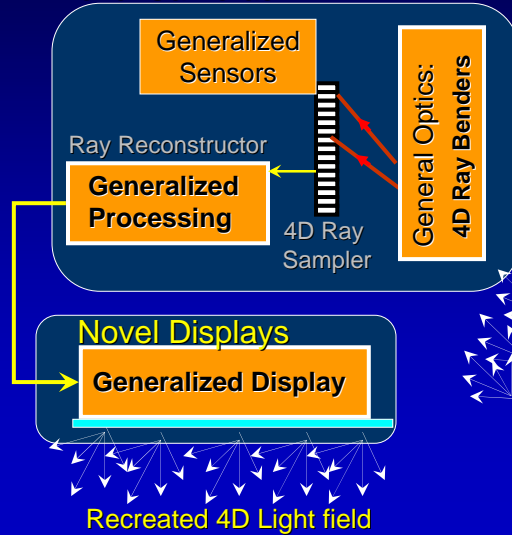 Generalized
Sensors
General Optics:
4D Ray Benders
Ray Reconstructor
Generalized
Processing
4D Ray
Sampler
Novel Displays
Generalized Display
Recreated 4D Light field